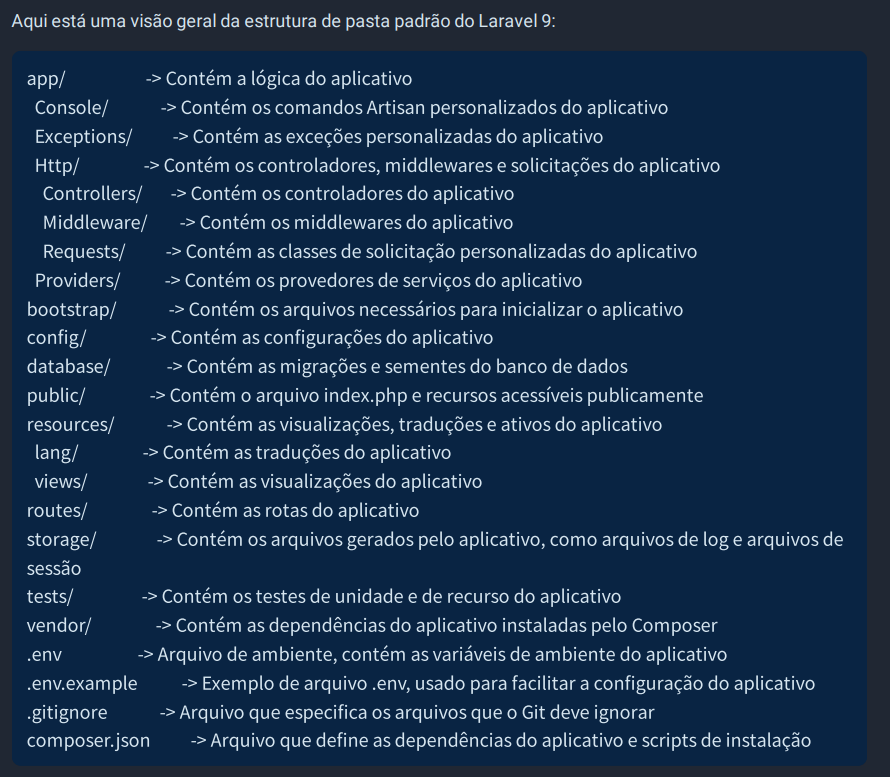 Aqui está uma visão geral da estrutura de pasta padrão do Laravel 9:
app/ -> Contém a lógica do aplicativo
Console/ -> Contém os comandos Artisan personalizados do aplicativo
Exceptions/ -> Contém as exceções personalizadas do aplicativo
Http/ -> Contém os controladores, middlewares e solicitações do aplicativo
Controllers/ -> Contém os controladores do aplicativo
Middleware/ -> Contém os middlewares do aplicativo
Requests/ -> Contém as classes de solicitação personalizadas do aplicativo
Providers/ -> Contém os provedores de serviços do aplicativo
bootstrap/ -> Contém os arquivos necessários para inicializar o aplicativo
config/ -> Contém as configurações do aplicativo
database/ -> Contém as migrações e sementes do banco de dados
public/ -> Contém o arquivo index.php e recursos acessíveis publicamente
resources/ -> Contém as visualizações, traduções e ativos do aplicativo
lang/ -> Contém as traduções do aplicativo
views/ -> Contém as visualizações do aplicativo
routes/ -> Contém as rotas do aplicativo
storage/ -> Contém os arquivos gerados pelo aplicativo, como arquivos de log e arquivos de
sessão
tests/ -> Contém os testes de unidade e de recurso do aplicativo
vendor/ -> Contém as dependências do aplicativo instaladas pelo Composer
.env -> Arquivo de ambiente, contém as variáveis de ambiente do aplicativo
.env.example -> Exemplo de arquivo .env, usado para facilitar a configuração do aplicativo
.gitignore -> Arquivo que especifica os arquivos que o Git deve ignorar
composer.json -> Arquivo que define as dependências do aplicativo e scripts de instalação